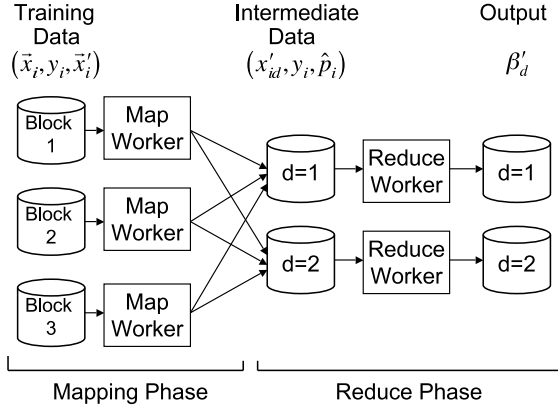 Training Data
(x⃗ᵢ, yᵢ, x⃗′ᵢ)
Intermediate Data
(x′ᵢd, yᵢ, p̂ᵢ)
Output
β′d
Block 1
Map Worker
Block 2
Map Worker
Block 3
Map Worker
d=1
Reduce Worker
d=1
d=2
Reduce Worker
d=2
Mapping Phase
Reduce Phase